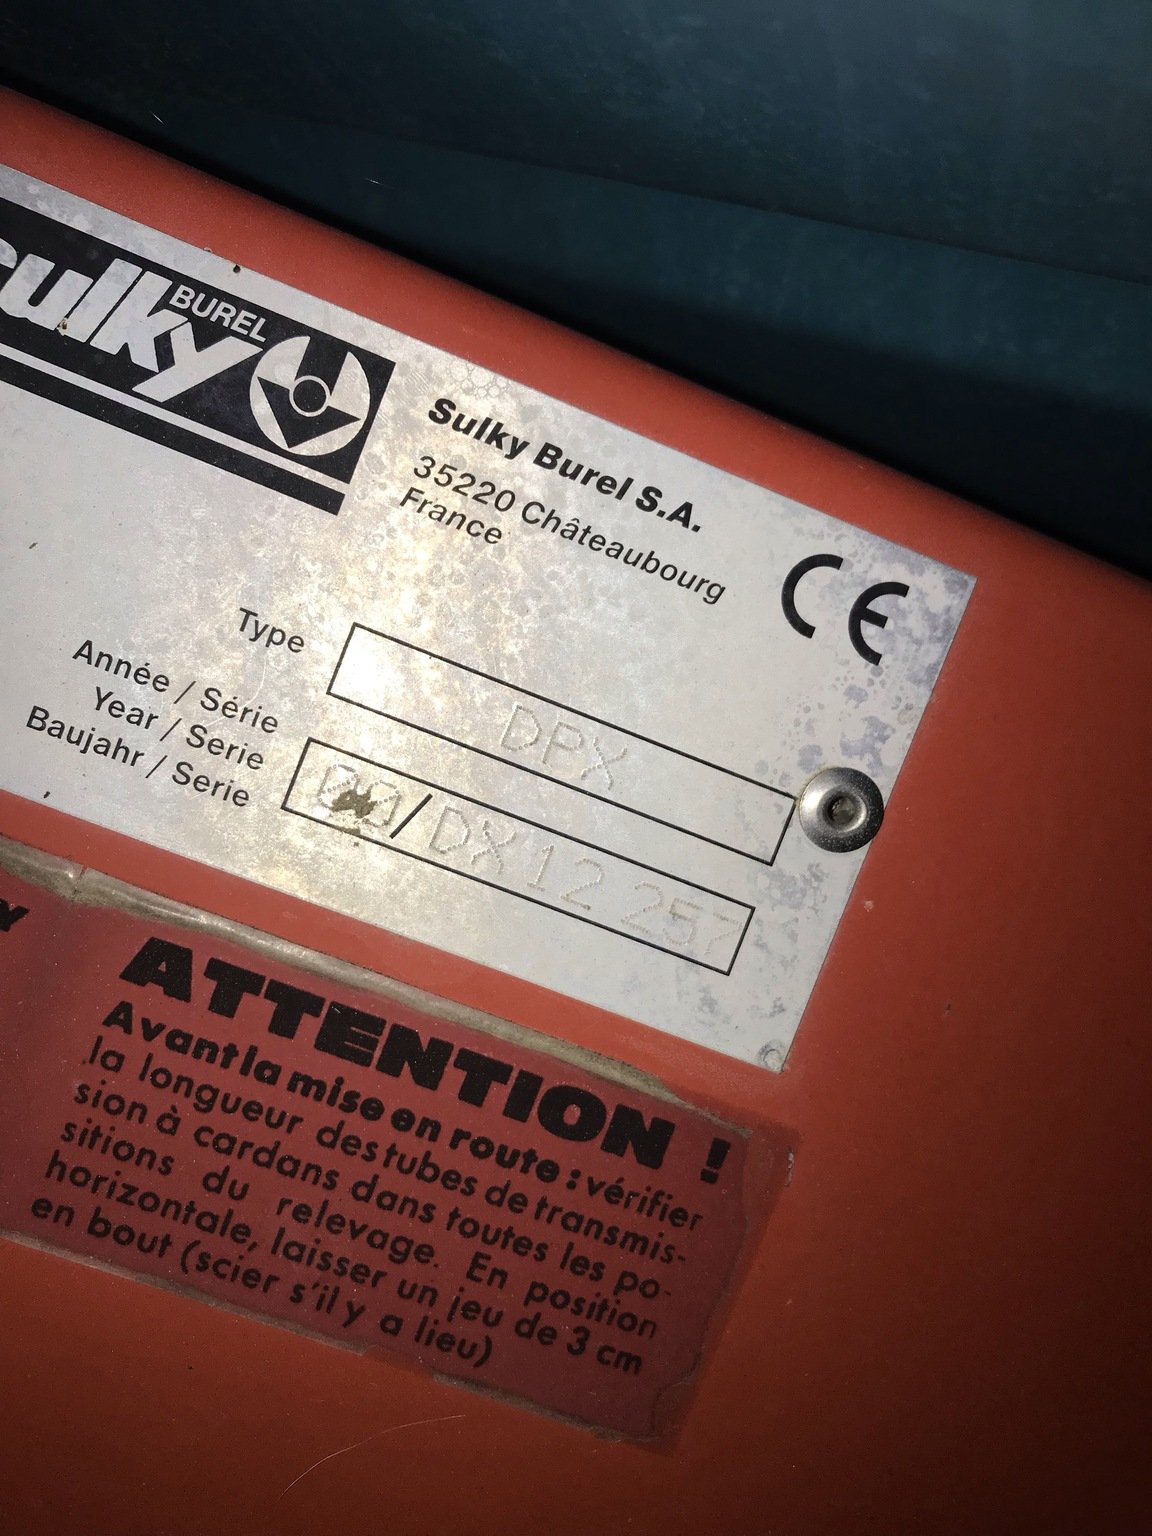 sulky BUREL
Sulky Burel S.A.
35220 Châteaubourg
France
CE
Type DPX
Année / Série
Year / Serie
Baujahr / Serie
/DX12 257
ATTENTION !
Avant la mise en route : vérifier
la longueur des tubes de transmis-
sion à cardans dans toutes les po-
sitions du relevage. En position
horizontale, laisser un jeu de 3 cm
en bout (scier s'il y a lieu)